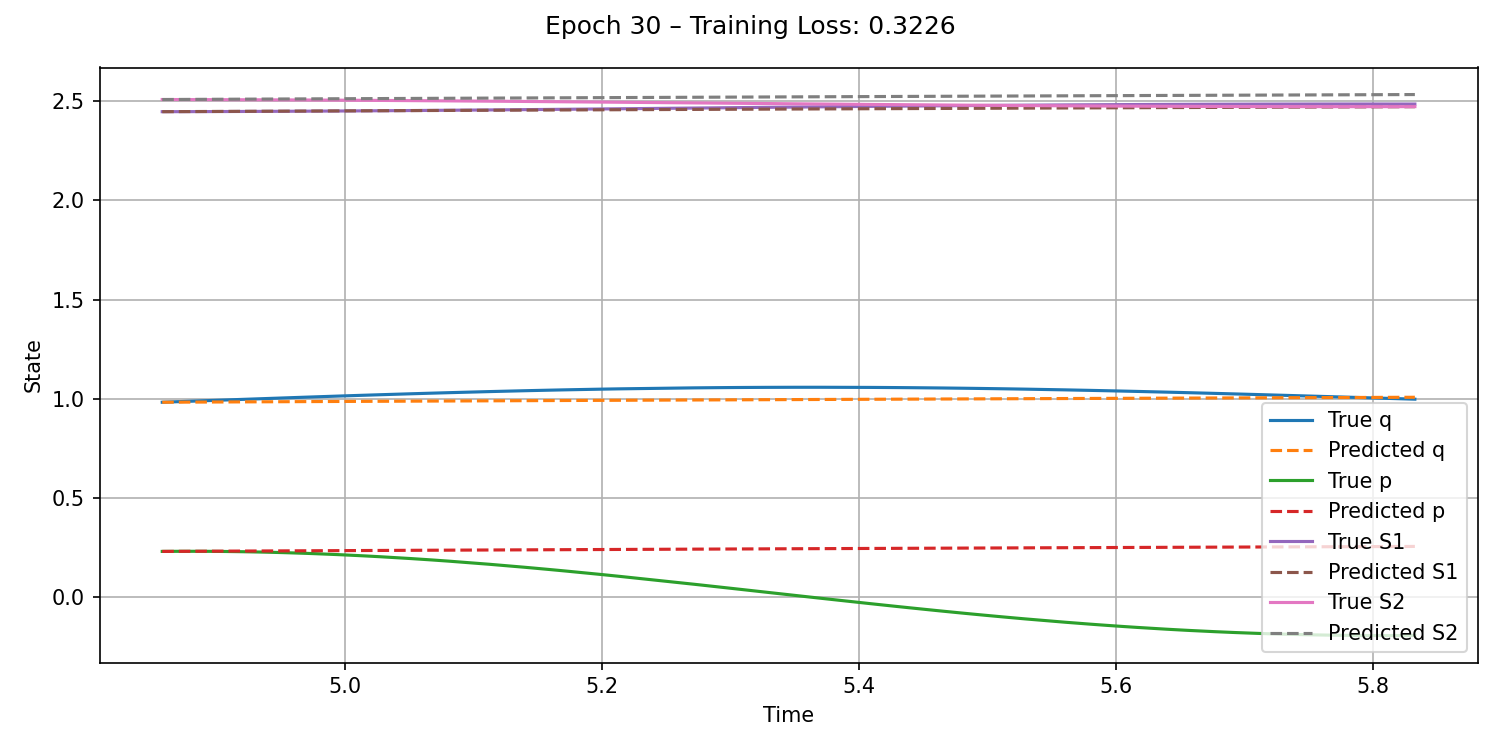 Epoch 30 – Training Loss: 0.3226
State
2.5
2.0
1.5
1.0
0.5
0.0
True q
Predicted q
True p
Predicted p
True S1
Predicted S1
True S2
Predicted S2
5.0 5.2 5.4 5.6 5.8
Time